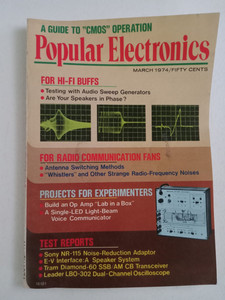 A GUIDE TO "CMOS" OPERATION
Popular Electronics
MARCH 1974/FIFTY CENTS
FOR HI-FI BUFFS
• Testing with Audio Sweep Generators
• Are Your Speakers in Phase?
FOR RADIO COMMUNICATION FANS
• Antenna Switching Methods
• "Whistlers" and Other Strange Radio-Frequency Noises
PROJECTS FOR EXPERIMENTERS
Build an Op Amp "Lab in a Box"
A Single-LED Light-Beam
Voice Communicator
TEST REPORTS
• Sony NR-115 Noise-Reduction Adaptor
• E-V Interface:A Speaker System
• Tram Diamond-60 SSB·AM CB Transceiver
• Leader LBO-302 Dual-Channel Oscilloscope